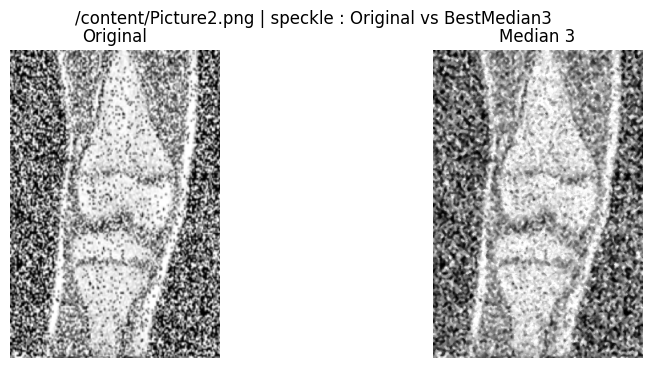 /content/Picture2.png | speckle : Original vs BestMedian3
Original
Median 3